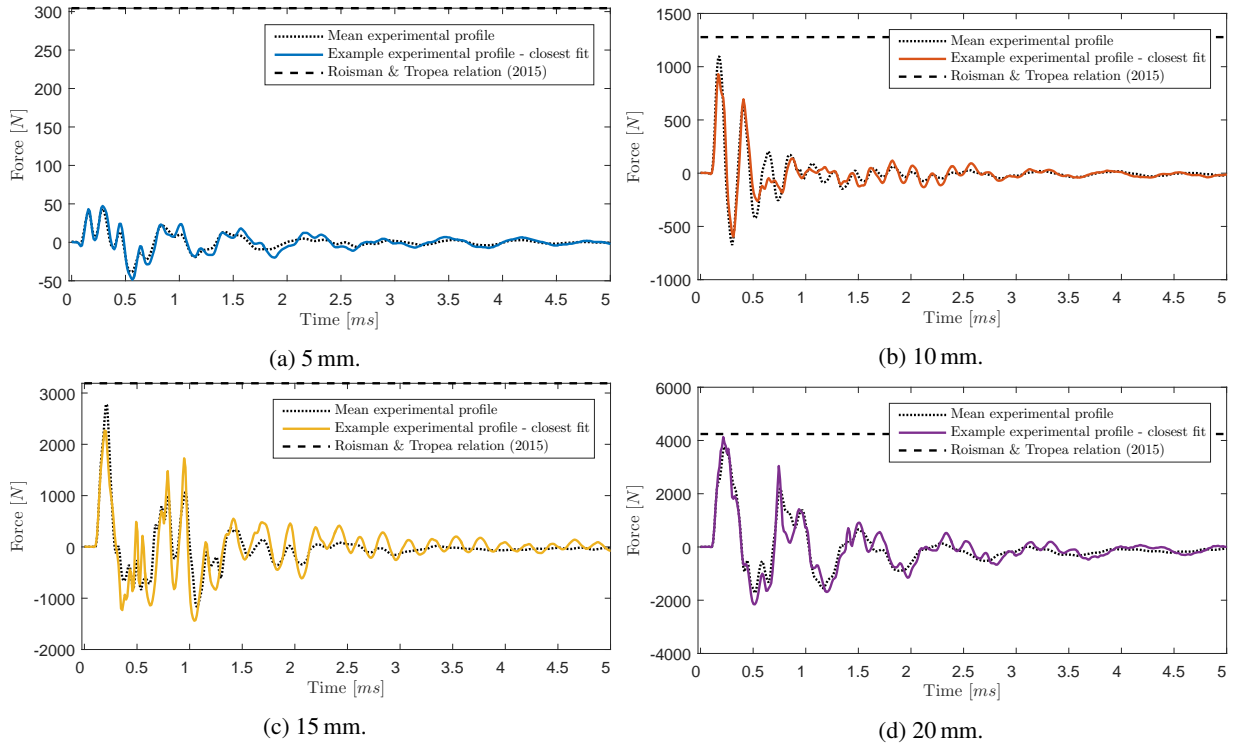 300
250
200
150
100
50
0
-50
Force [N]
Mean experimental profile
Example experimental profile - closest fit
Roisman & Tropea relation (2015)
0 0.5 1 1.5 2 2.5 3 3.5 4 4.5 5
Time [ms]
(a) 5 mm.
1500
1000
500
0
-500
-1000
Force [N]
Mean experimental profile
Example experimental profile - closest fit
Roisman & Tropea relation (2015)
0 0.5 1 1.5 2 2.5 3 3.5 4 4.5 5
Time [ms]
(b) 10 mm.
3000
2000
1000
0
-1000
-2000
Force [N]
Mean experimental profile
Example experimental profile - closest fit
Roisman & Tropea relation (2015)
0 0.5 1 1.5 2 2.5 3 3.5 4 4.5 5
Time [ms]
(c) 15 mm.
6000
4000
2000
0
-2000
-4000
Force [N]
Mean experimental profile
Example experimental profile - closest fit
Roisman & Tropea relation (2015)
0 0.5 1 1.5 2 2.5 3 3.5 4 4.5 5
Time [ms]
(d) 20 mm.